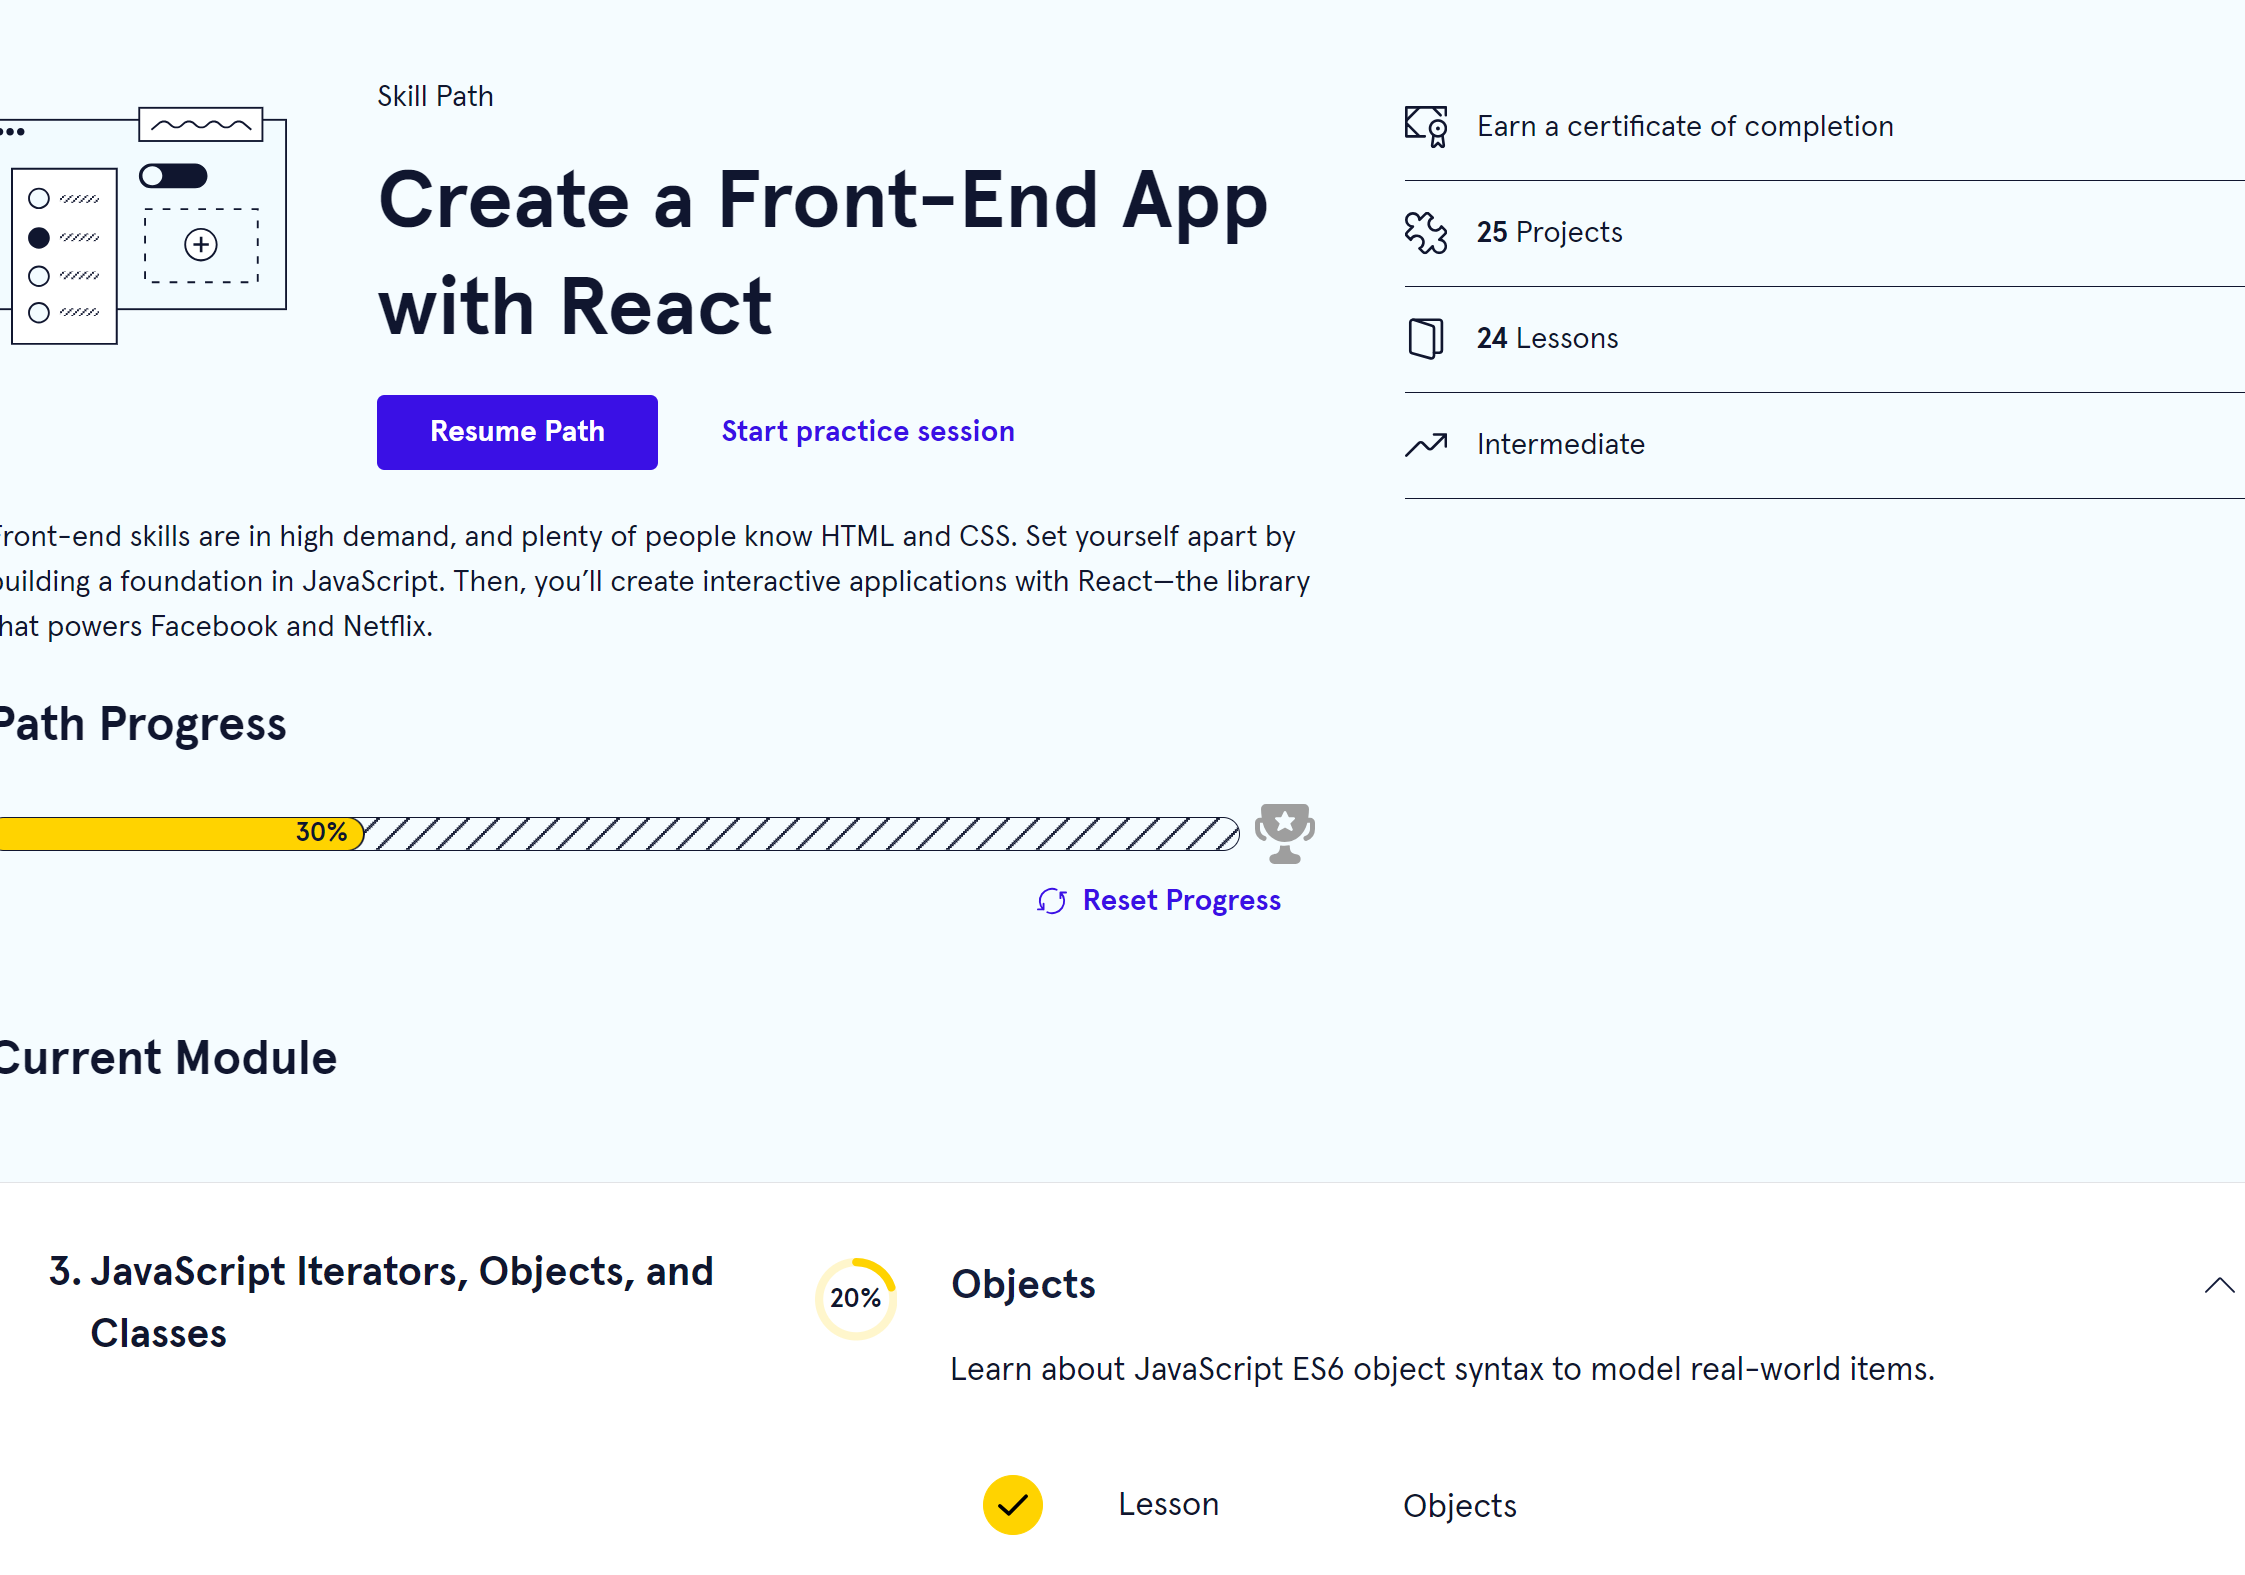 Skill Path
Create a Front-End App
with React
Resume Path
Start practice session
Earn a certificate of completion
25 Projects
24 Lessons
Intermediate
Front-end skills are in high demand, and plenty of people know HTML and CSS. Set yourself apart by
building a foundation in JavaScript. Then, you’ll create interactive applications with React—the library
that powers Facebook and Netflix.
Path Progress
30%
Reset Progress
Current Module
3. JavaScript Iterators, Objects, and
Classes
20%
Objects
Learn about JavaScript ES6 object syntax to model real-world items.
Lesson
Objects